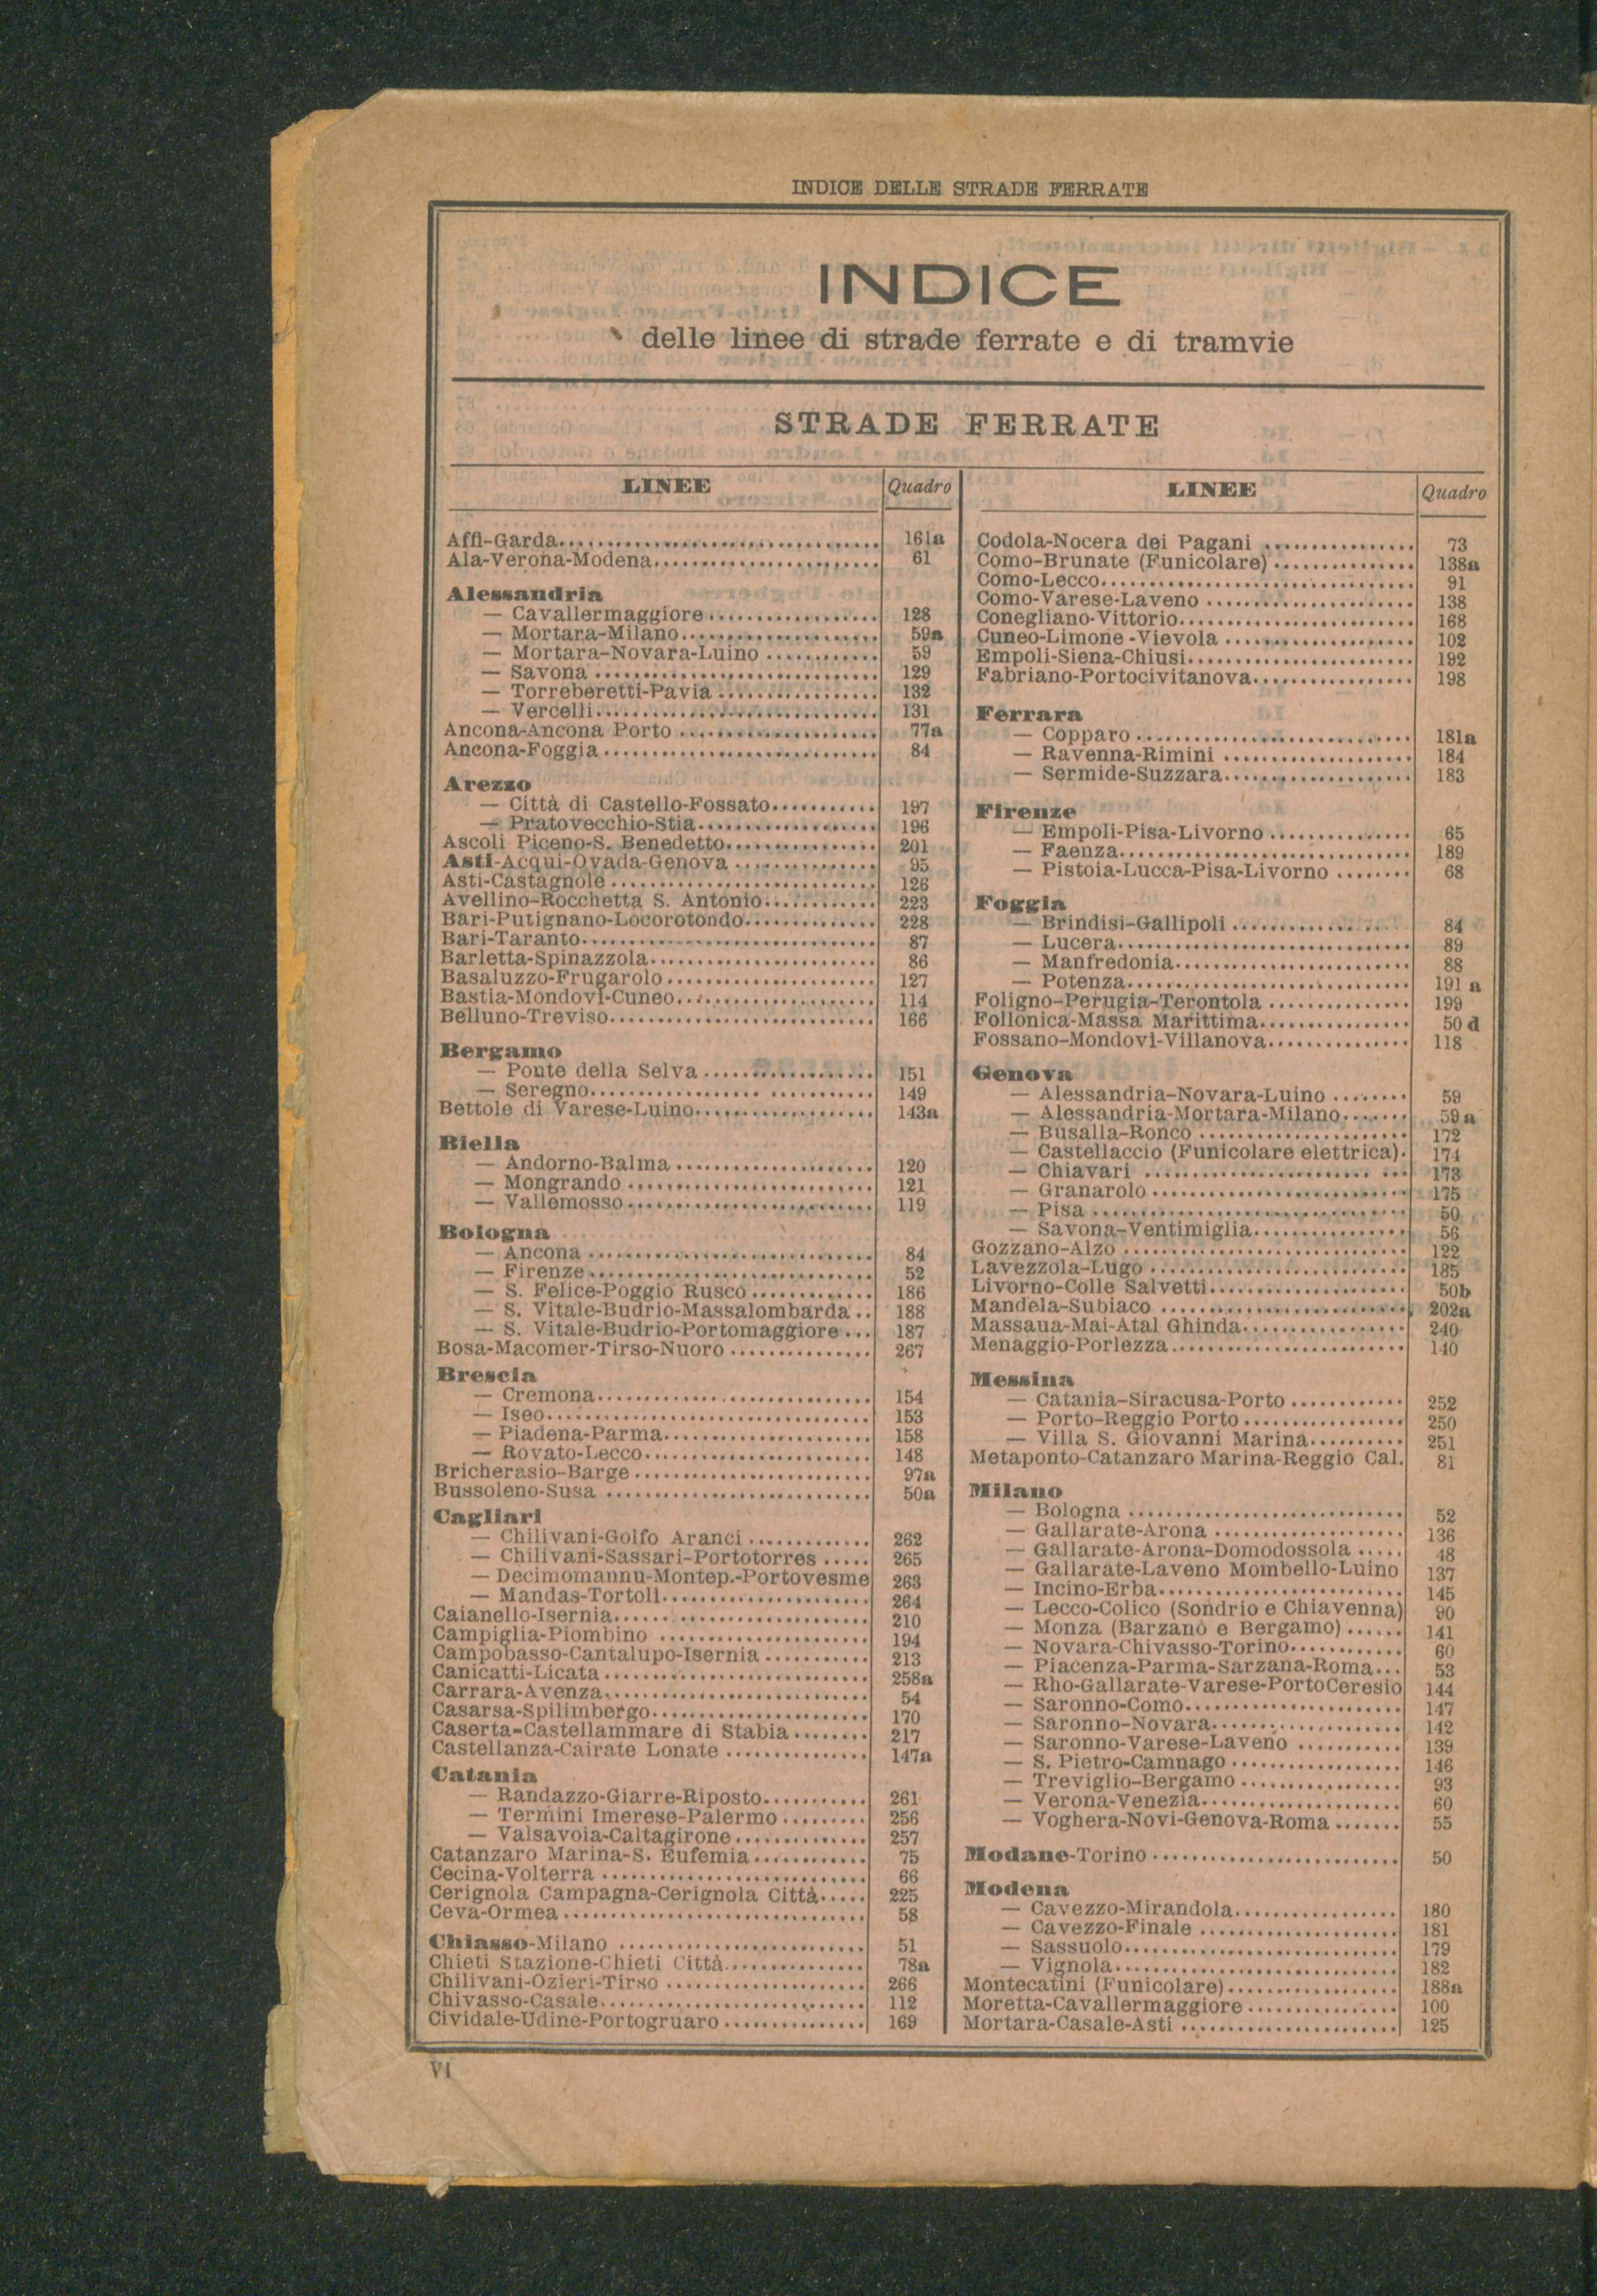 INDICE DELLE STRADE FERRATE
INDICE
delle linee di strade ferrate e di tramvie
STRADE FERRATE
LINEE Quadro
Affi-Garda 161a
Ala-Verona-Modena 61
Alessandria
— Cavallermaggiore 128
— Mortara-Milano 59a
— Mortara-Novara-Luino 59
— Savona 129
— Torreberetti-Pavia 132
— Vercelli 131
Ancona-Ancona Porto 77a
Ancona-Foggia 84
Arezzo
— Città di Castello-Fossato 197
— Pratovecchio-Stia 196
Ascoli Piceno-S. Benedetto 201
Asti-Acqui-Ovada-Genova 95
Asti-Castagnole 126
Avellino-Rocchetta S. Antonio 223
Bari-Putignano-Locorotondo 228
Bari-Taranto 87
Barletta-Spinazzola 86
Basaluzzo-Frugarolo 127
Bastia-Mondovì-Cuneo 114
Belluno-Treviso 166
Bergamo
— Ponte della Selva 151
— Seregno 149
Bettole di Varese-Luino 143a
Biella
— Andorno-Balma 120
— Mongrando 121
— Vallemosso 119
Bologna
— Ancona 84
— Firenze 52
— S. Felice-Poggio Rusco 186
— S. Vitale-Budrio-Massalombarda 188
— S. Vitale-Budrio-Portomaggiore 187
Bosa-Macomer-Tirso-Nuoro 267
Brescia
— Cremona 154
— Iseo 153
— Piadena-Parma 158
— Rovato-Lecco 148
Bricherasio-Barge 97a
Bussoleno-Susa 50a
Cagliari
— Chilivani-Golfo Aranci 262
— Chilivani-Sassari-Portotorres 265
— Decimomannu-Montep.-Portovesme 263
— Mandas-Tortolì 264
Caianello-Isernia 210
Campiglia-Piombino 194
Campobasso-Cantalupo-Isernia 213
Canicatti-Licata 258a
Carrara-Avenza 54
Casarsa-Spilimbergo 170
Caserta-Castellammare di Stabia 217
Castellanza-Cairate Lonate 147a
Catania
— Randazzo-Giarre-Riposto 261
— Termini Imerese-Palermo 256
— Valsavoia-Caltagirone 257
Catanzaro Marina-S. Eufemia 75
Cecina-Volterra 66
Cerignola Campagna-Cerignola Città 225
Ceva-Ormea 58
Chiasso-Milano 51
Chieti Stazione-Chieti Città 78a
Chilivani-Ozieri-Tirso 266
Chivasso-Casale 112
Cividale-Udine-Portogruaro 169
LINEE Quadro
Codola-Nocera dei Pagani 73
Como-Brunate (Funicolare) 138a
Como-Lecco 91
Como-Varese-Laveno 138
Conegliano-Vittorio 168
Cuneo-Limone-Vievola 102
Empoli-Siena-Chiusi 192
Fabriano-Portocivitanova 198
Ferrara
— Copparo 181a
— Ravenna-Rimini 184
— Sermide-Suzzara 183
Firenze
— Empoli-Pisa-Livorno 65
— Faenza 189
— Pistoia-Lucca-Pisa-Livorno 68
Foggia
— Brindisi-Gallipoli 84
— Lucera 89
— Manfredonia 88
— Potenza 191 a
Foligno-Perugia-Terontola 199
Follonica-Massa Marittima 50 d
Fossano-Mondovì-Villanova 118
Genova
— Alessandria-Novara-Luino 59
— Alessandria-Mortara-Milano 59 a
— Busalla-Ronco 172
— Castellaccio (Funicolare elettrica) 174
— Chiavari 173
— Granarolo 175
— Pisa 50
— Savona-Ventimiglia 56
Gozzano-Alzo 122
Lavezzola-Lugo 185
Livorno-Colle Salvetti 50b
Mandela-Subiaco 202a
Massaua-Mai-Atal Ghinda 240
Menaggio-Porlezza 140
Messina
— Catania-Siracusa-Porto 252
— Porto-Reggio Porto 250
— Villa S. Giovanni Marina 251
Metaponto-Catanzaro Marina-Reggio Cal. 81
Milano
— Bologna 52
— Gallarate-Arona 136
— Gallarate-Arona-Domodossola 48
— Gallarate-Laveno Mombello-Luino 137
— Incino-Erba 145
— Lecco-Colico (Sondrio e Chiavenna) 90
— Monza (Barzanò e Bergamo) 141
— Novara-Chivasso-Torino 60
— Piacenza-Parma-Sarzana-Roma 53
— Rho-Gallarate-Varese-PortoCeresio 144
— Saronno-Como 147
— Saronno-Novara 142
— Saronno-Varese-Laveno 139
— S. Pietro-Camnago 146
— Treviglio-Bergamo 93
— Verona-Venezia 60
— Voghera-Novi-Genova-Roma 55
Modane-Torino 50
Modena
— Cavezzo-Mirandola 180
— Cavezzo-Finale 181
— Sassuolo 179
— Vignola 182
Montecatini (Funicolare) 188a
Moretta-Cavallermaggiore 100
Mortara-Casale-Asti 125
VI